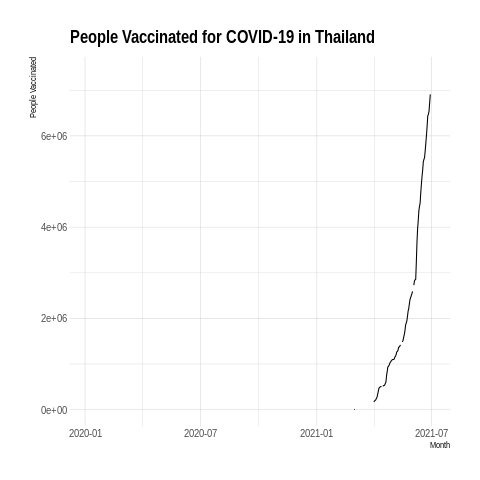 People Vaccinated for COVID-19 in Thailand
People Vaccinated
6e+06
4e+06
2e+06
0e+00
2020-01 2020-07 2021-01 2021-07
Month